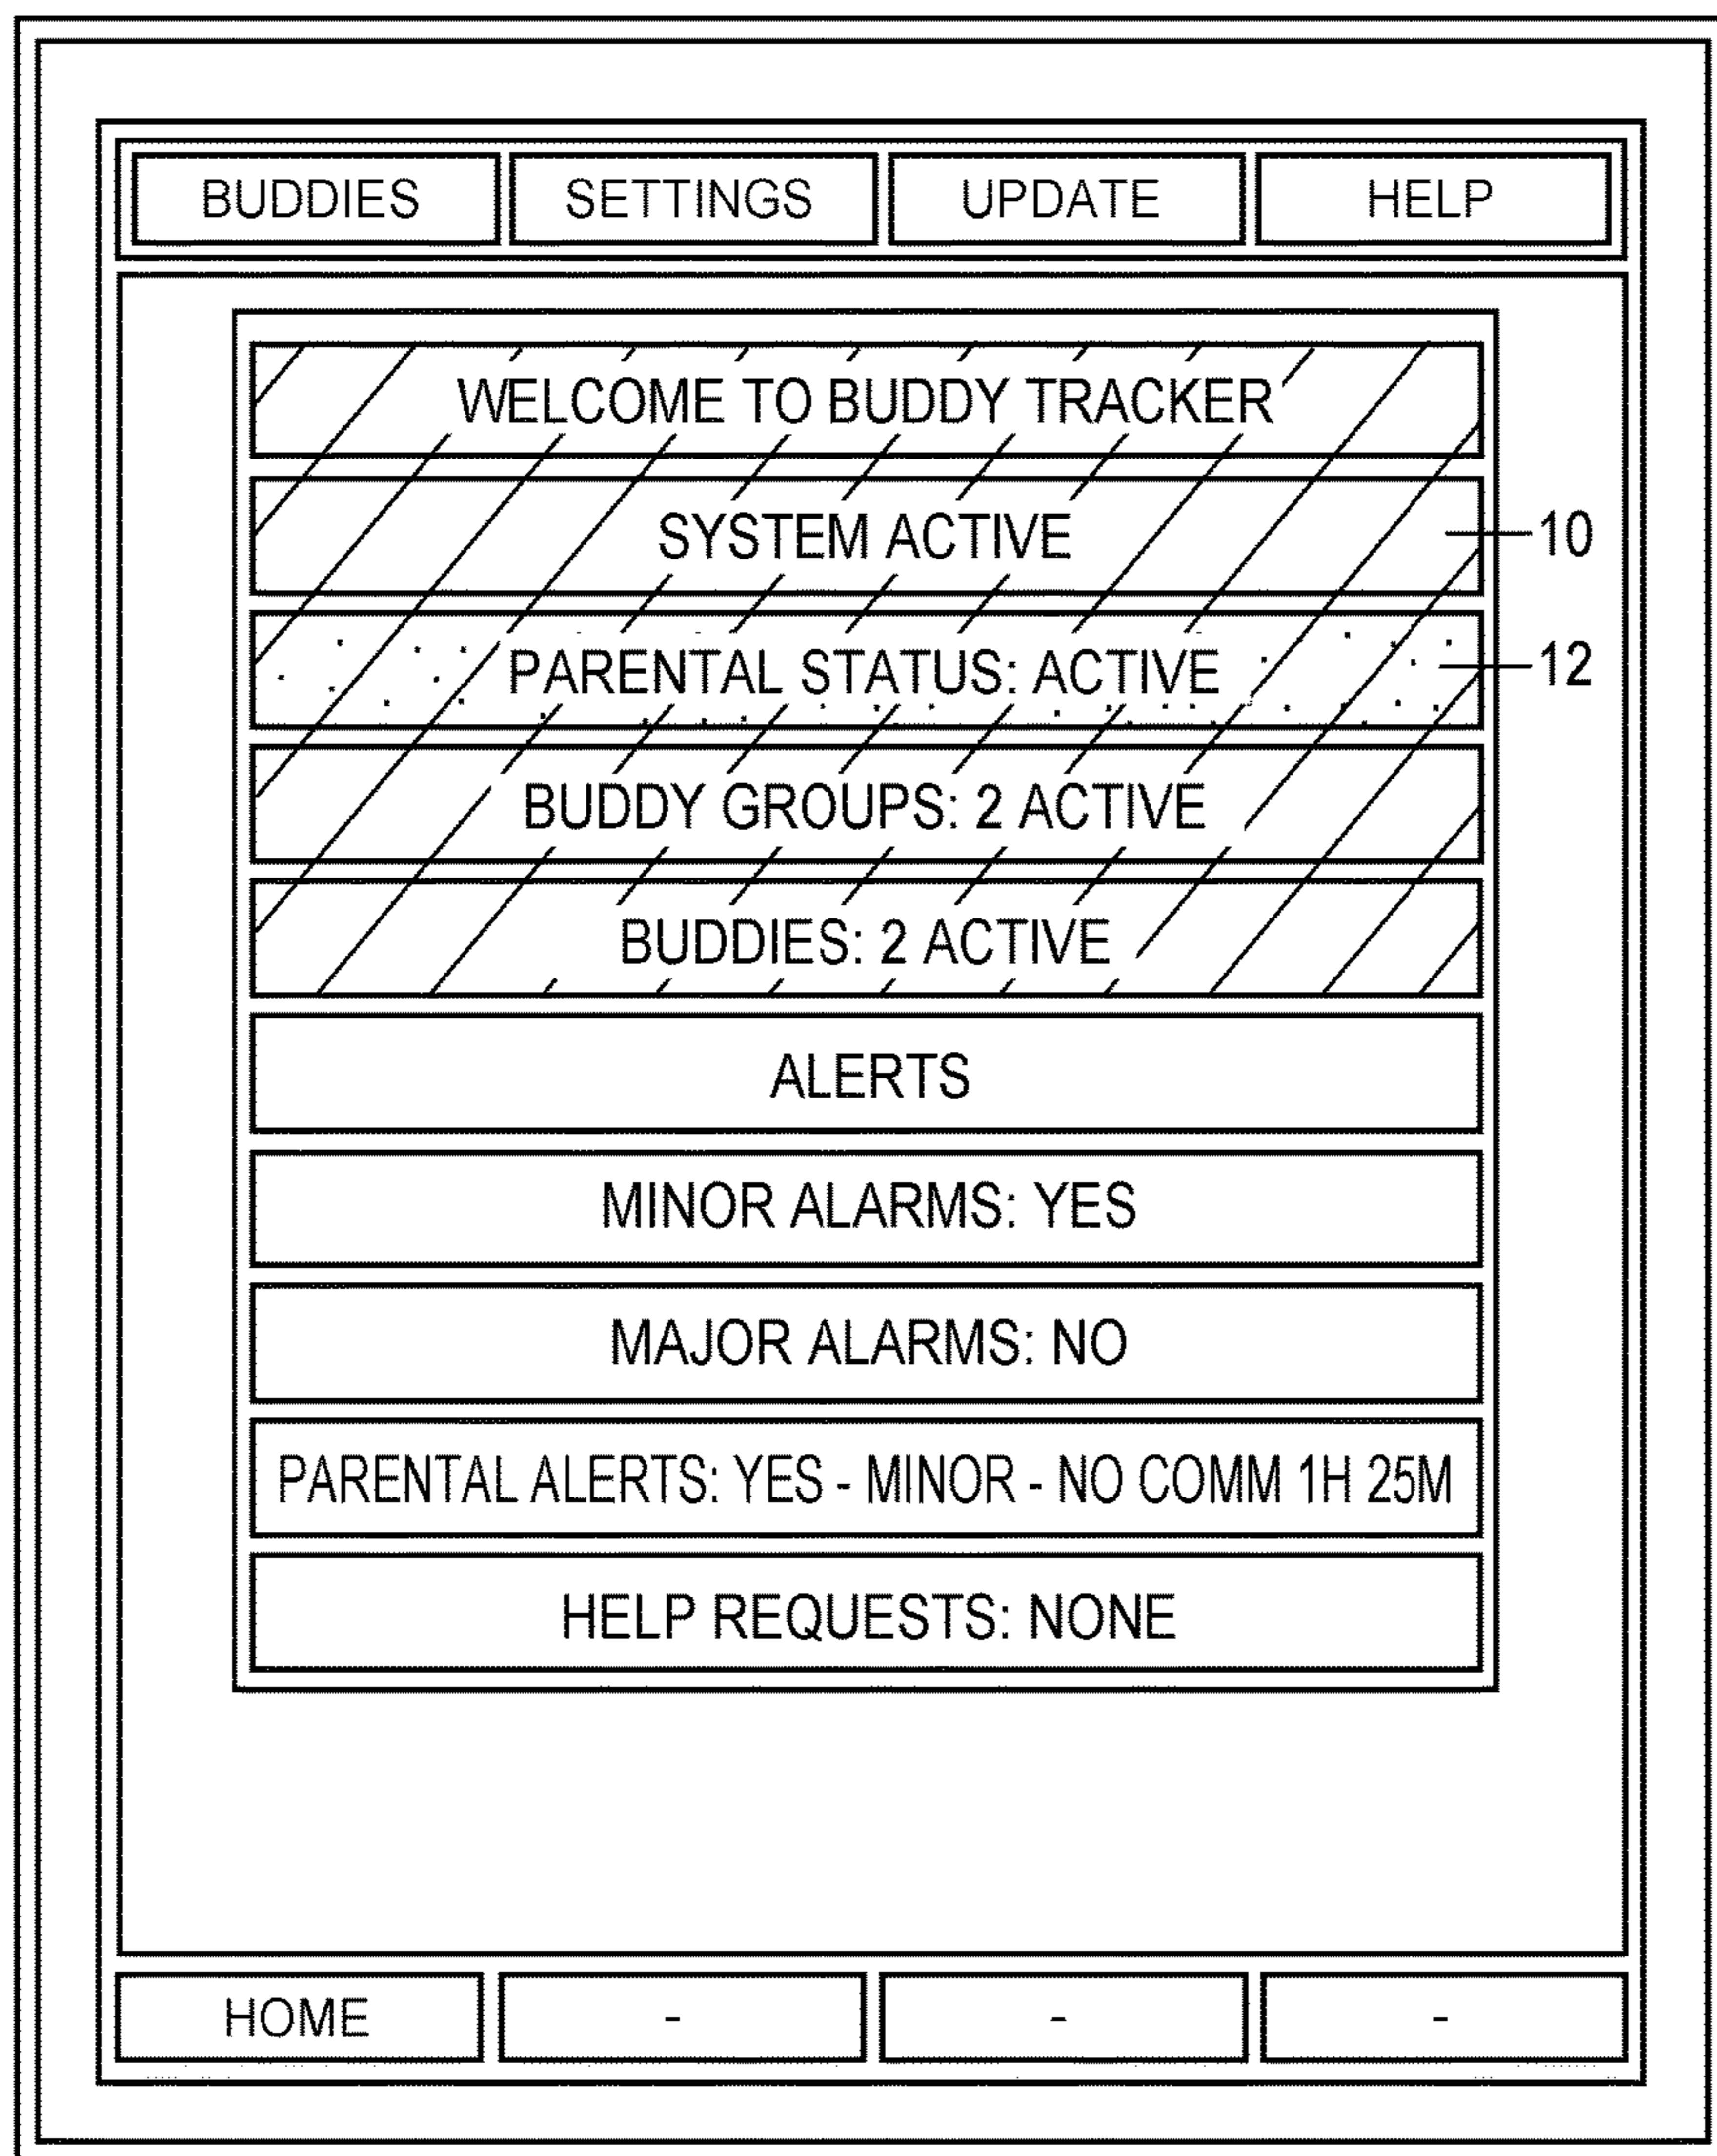 BUDDIES SETTINGS UPDATE HELP
WELCOME TO BUDDY TRACKER
SYSTEM ACTIVE 10
PARENTAL STATUS: ACTIVE 12
BUDDY GROUPS: 2 ACTIVE
BUDDIES: 2 ACTIVE
ALERTS
MINOR ALARMS: YES
MAJOR ALARMS: NO
PARENTAL ALERTS: YES - MINOR - NO COMM 1H 25M
HELP REQUESTS: NONE
HOME - - -